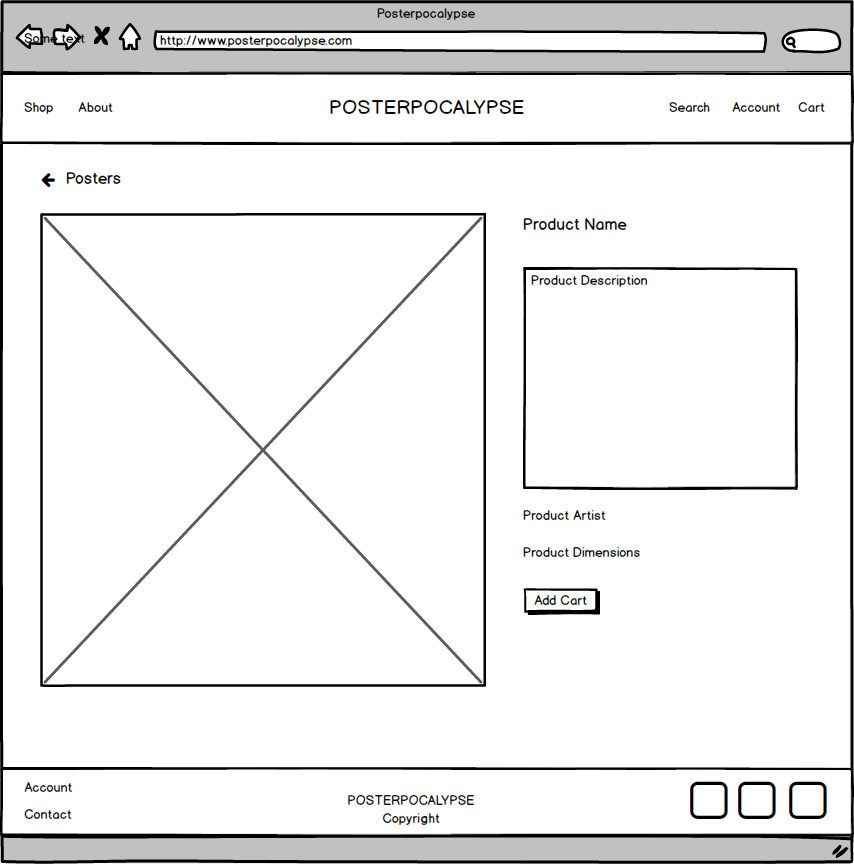 Posterpocalypse
Some text
http://www.posterpocalypse.com
Shop About POSTERPOCALYPSE Search Account Cart
Posters
Product Name
Product Description
Product Artist
Product Dimensions
Add Cart
Account
Contact
POSTERPOCALYPSE
Copyright